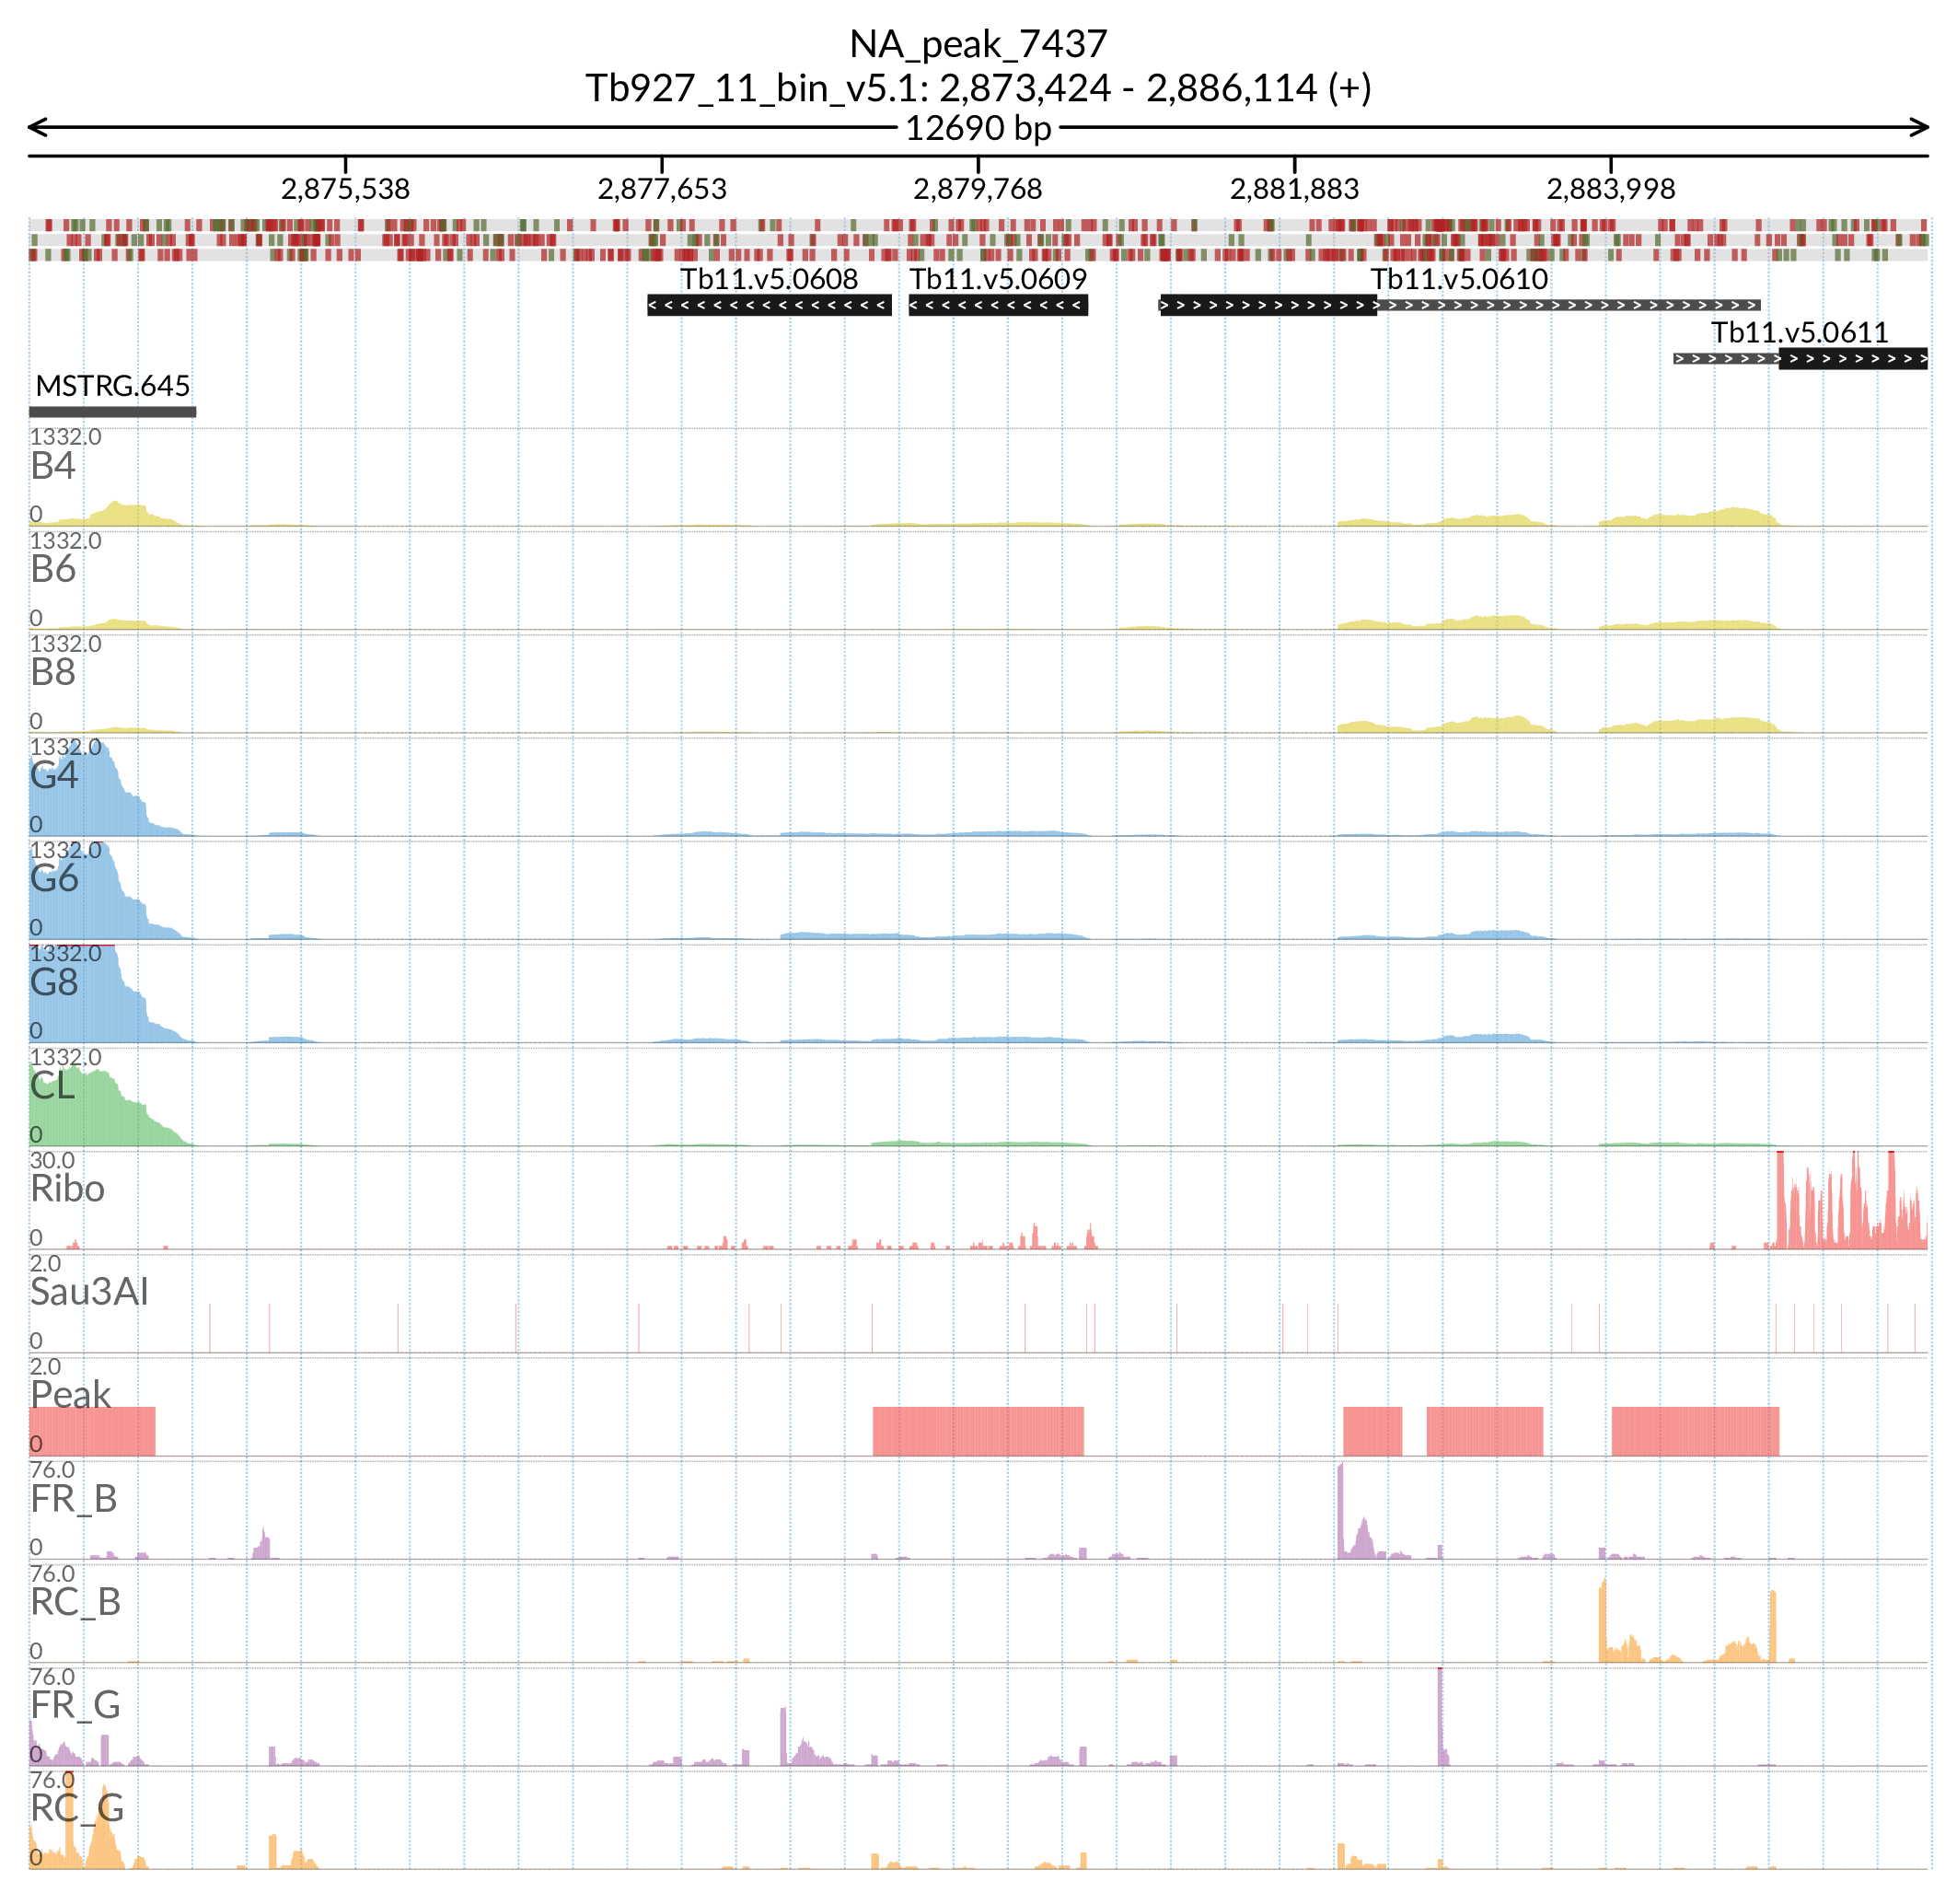 NA_peak_7437
Tb927_11_bin_v5.1: 2,873,424 - 2,886,114 (+)
12690 bp
2,875,538 2,877,653 2,879,768 2,881,883 2,883,998
Tb11.v5.0608 Tb11.v5.0609 Tb11.v5.0610
Tb11.v5.0611
MSTRG.645
1332.0
B4
0
1332.0
B6
0
1332.0
B8
0
1332.0
G4
0
1332.0
G6
0
1332.0
G8
0
1332.0
CL
0
30.0
Ribo
0
2.0
Sau3AI
0
2.0
Peak
0
76.0
FR_B
0
76.0
RC_B
0
76.0
FR_G
0
76.0
RC_G
0